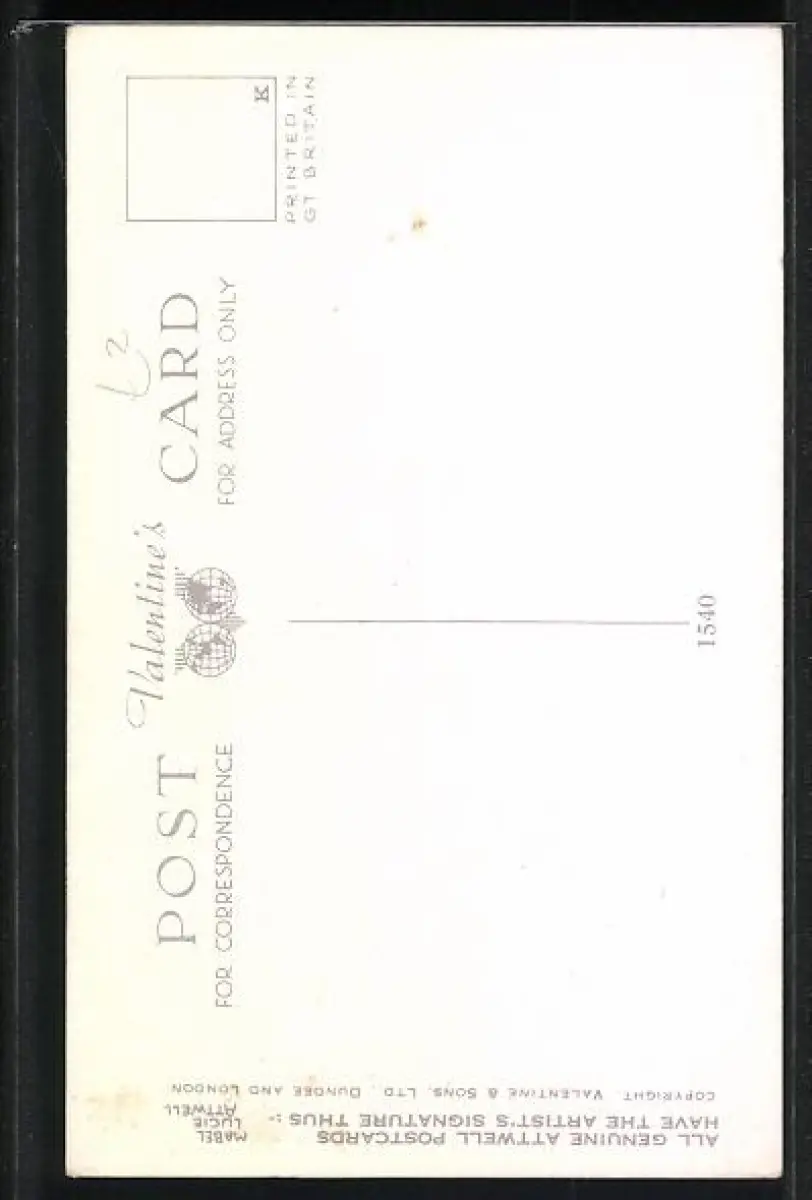 POST Valentine's CARD
FOR CORRESPONDENCE
FOR ADDRESS ONLY
K
PRINTED IN
GT BRITAIN
£2
1540
ALL GENUINE ATTWELL POSTCARDS
HAVE THE ARTIST'S SIGNATURE THUS :-
MABEL
LUCIE
ATTWELL
COPYRIGHT. VALENTINE & SONS, LTD., DUNDEE AND LONDON